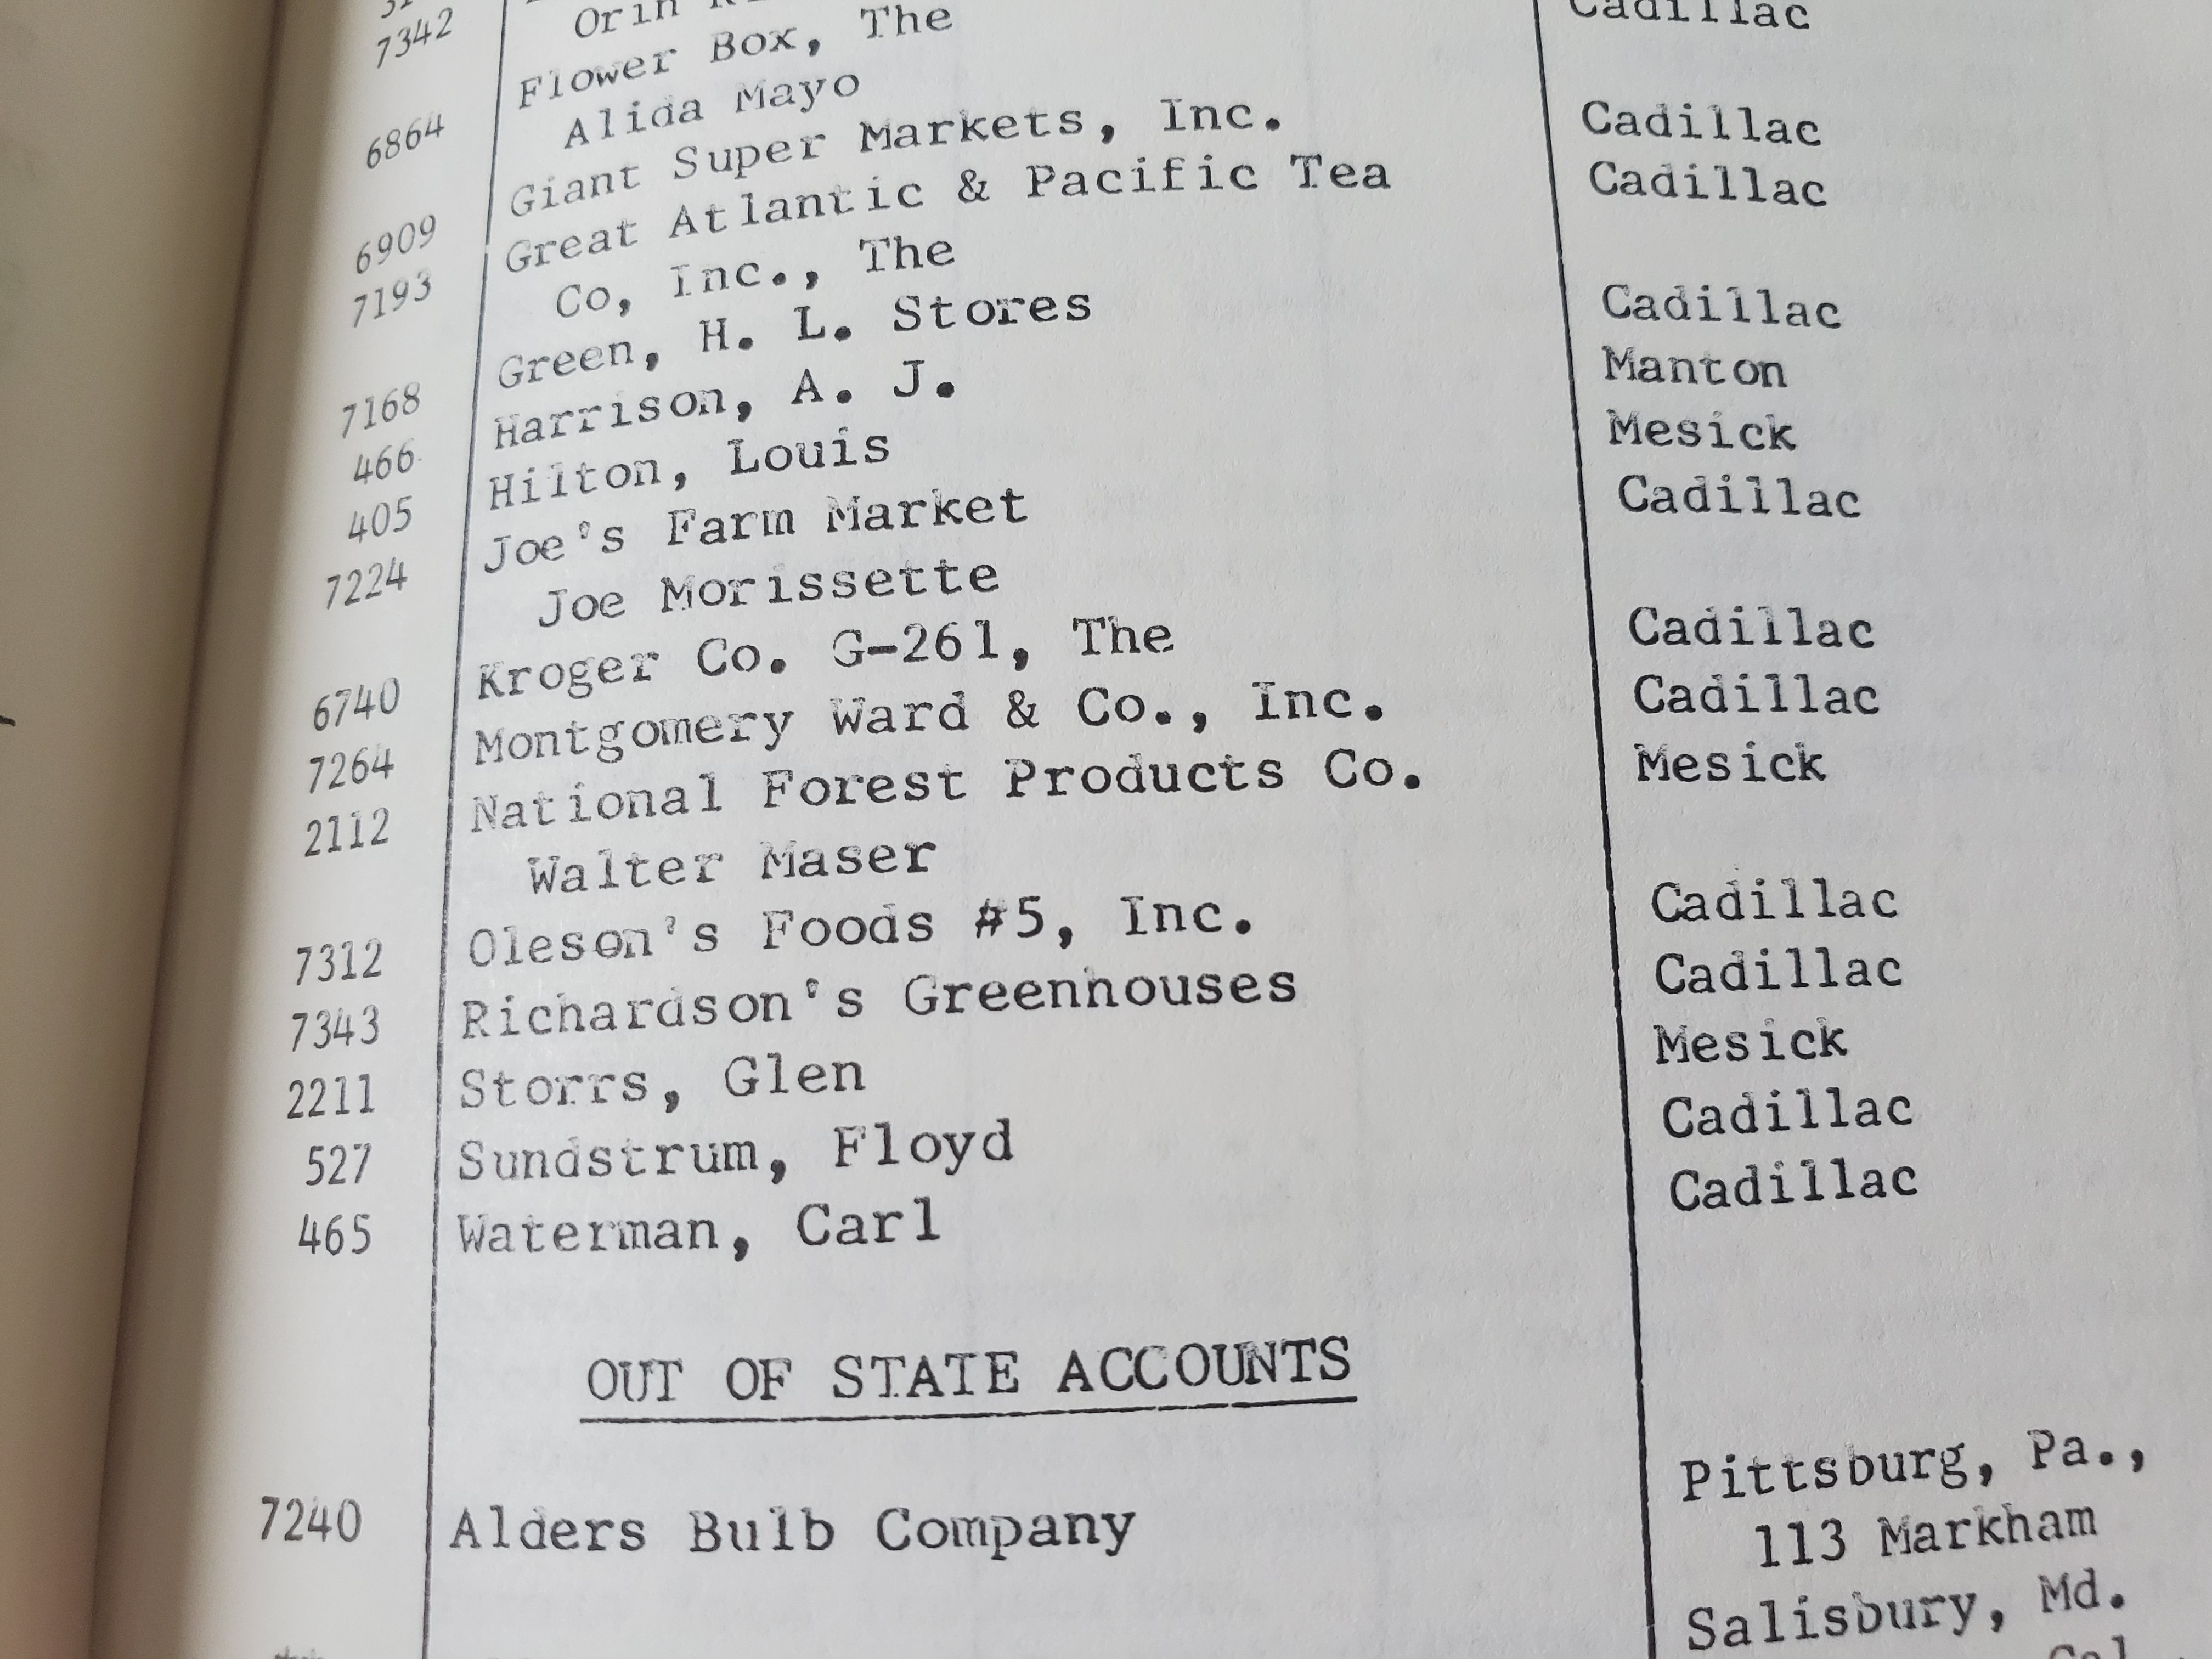 7342 Orin
Flower Box, The Cadillac
Alida Mayo
6864 Giant Super Markets, Inc. Cadillac
6909 Great Atlantic & Pacific Tea Cadillac
7193 Co, Inc., The
Green, H. L. Stores Cadillac
7168 Harrison, A. J. Manton
466 Hilton, Louis Mesick
405 Joe's Farm Market Cadillac
7224 Joe Morissette
Kroger Co. G-261, The Cadillac
6740 Montgomery Ward & Co., Inc. Cadillac
7264 National Forest Products Co. Mesick
2112 Walter Maser
Oleson's Foods #5, Inc. Cadillac
7312 Richardson's Greenhouses Cadillac
7343 Storrs, Glen Mesick
2211 Sundstrum, Floyd Cadillac
527 Waterman, Carl Cadillac
465
OUT OF STATE ACCOUNTS
7240 Alders Bulb Company Pittsburg, Pa.,
113 Markham
Salisbury, Md.